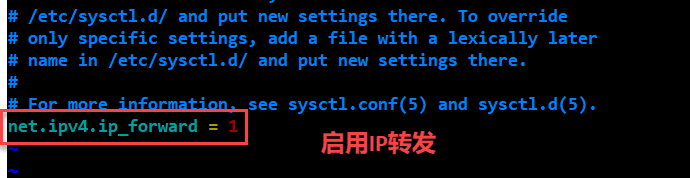 # /etc/sysctl.d/ and put new settings there. To override
# only specific settings, add a file with a lexically later
# name in /etc/sysctl.d/ and put new settings there.
#
# For more information, see sysctl.conf(5) and sysctl.d(5).
net.ipv4.ip_forward = 1
启用IP转发
~
~